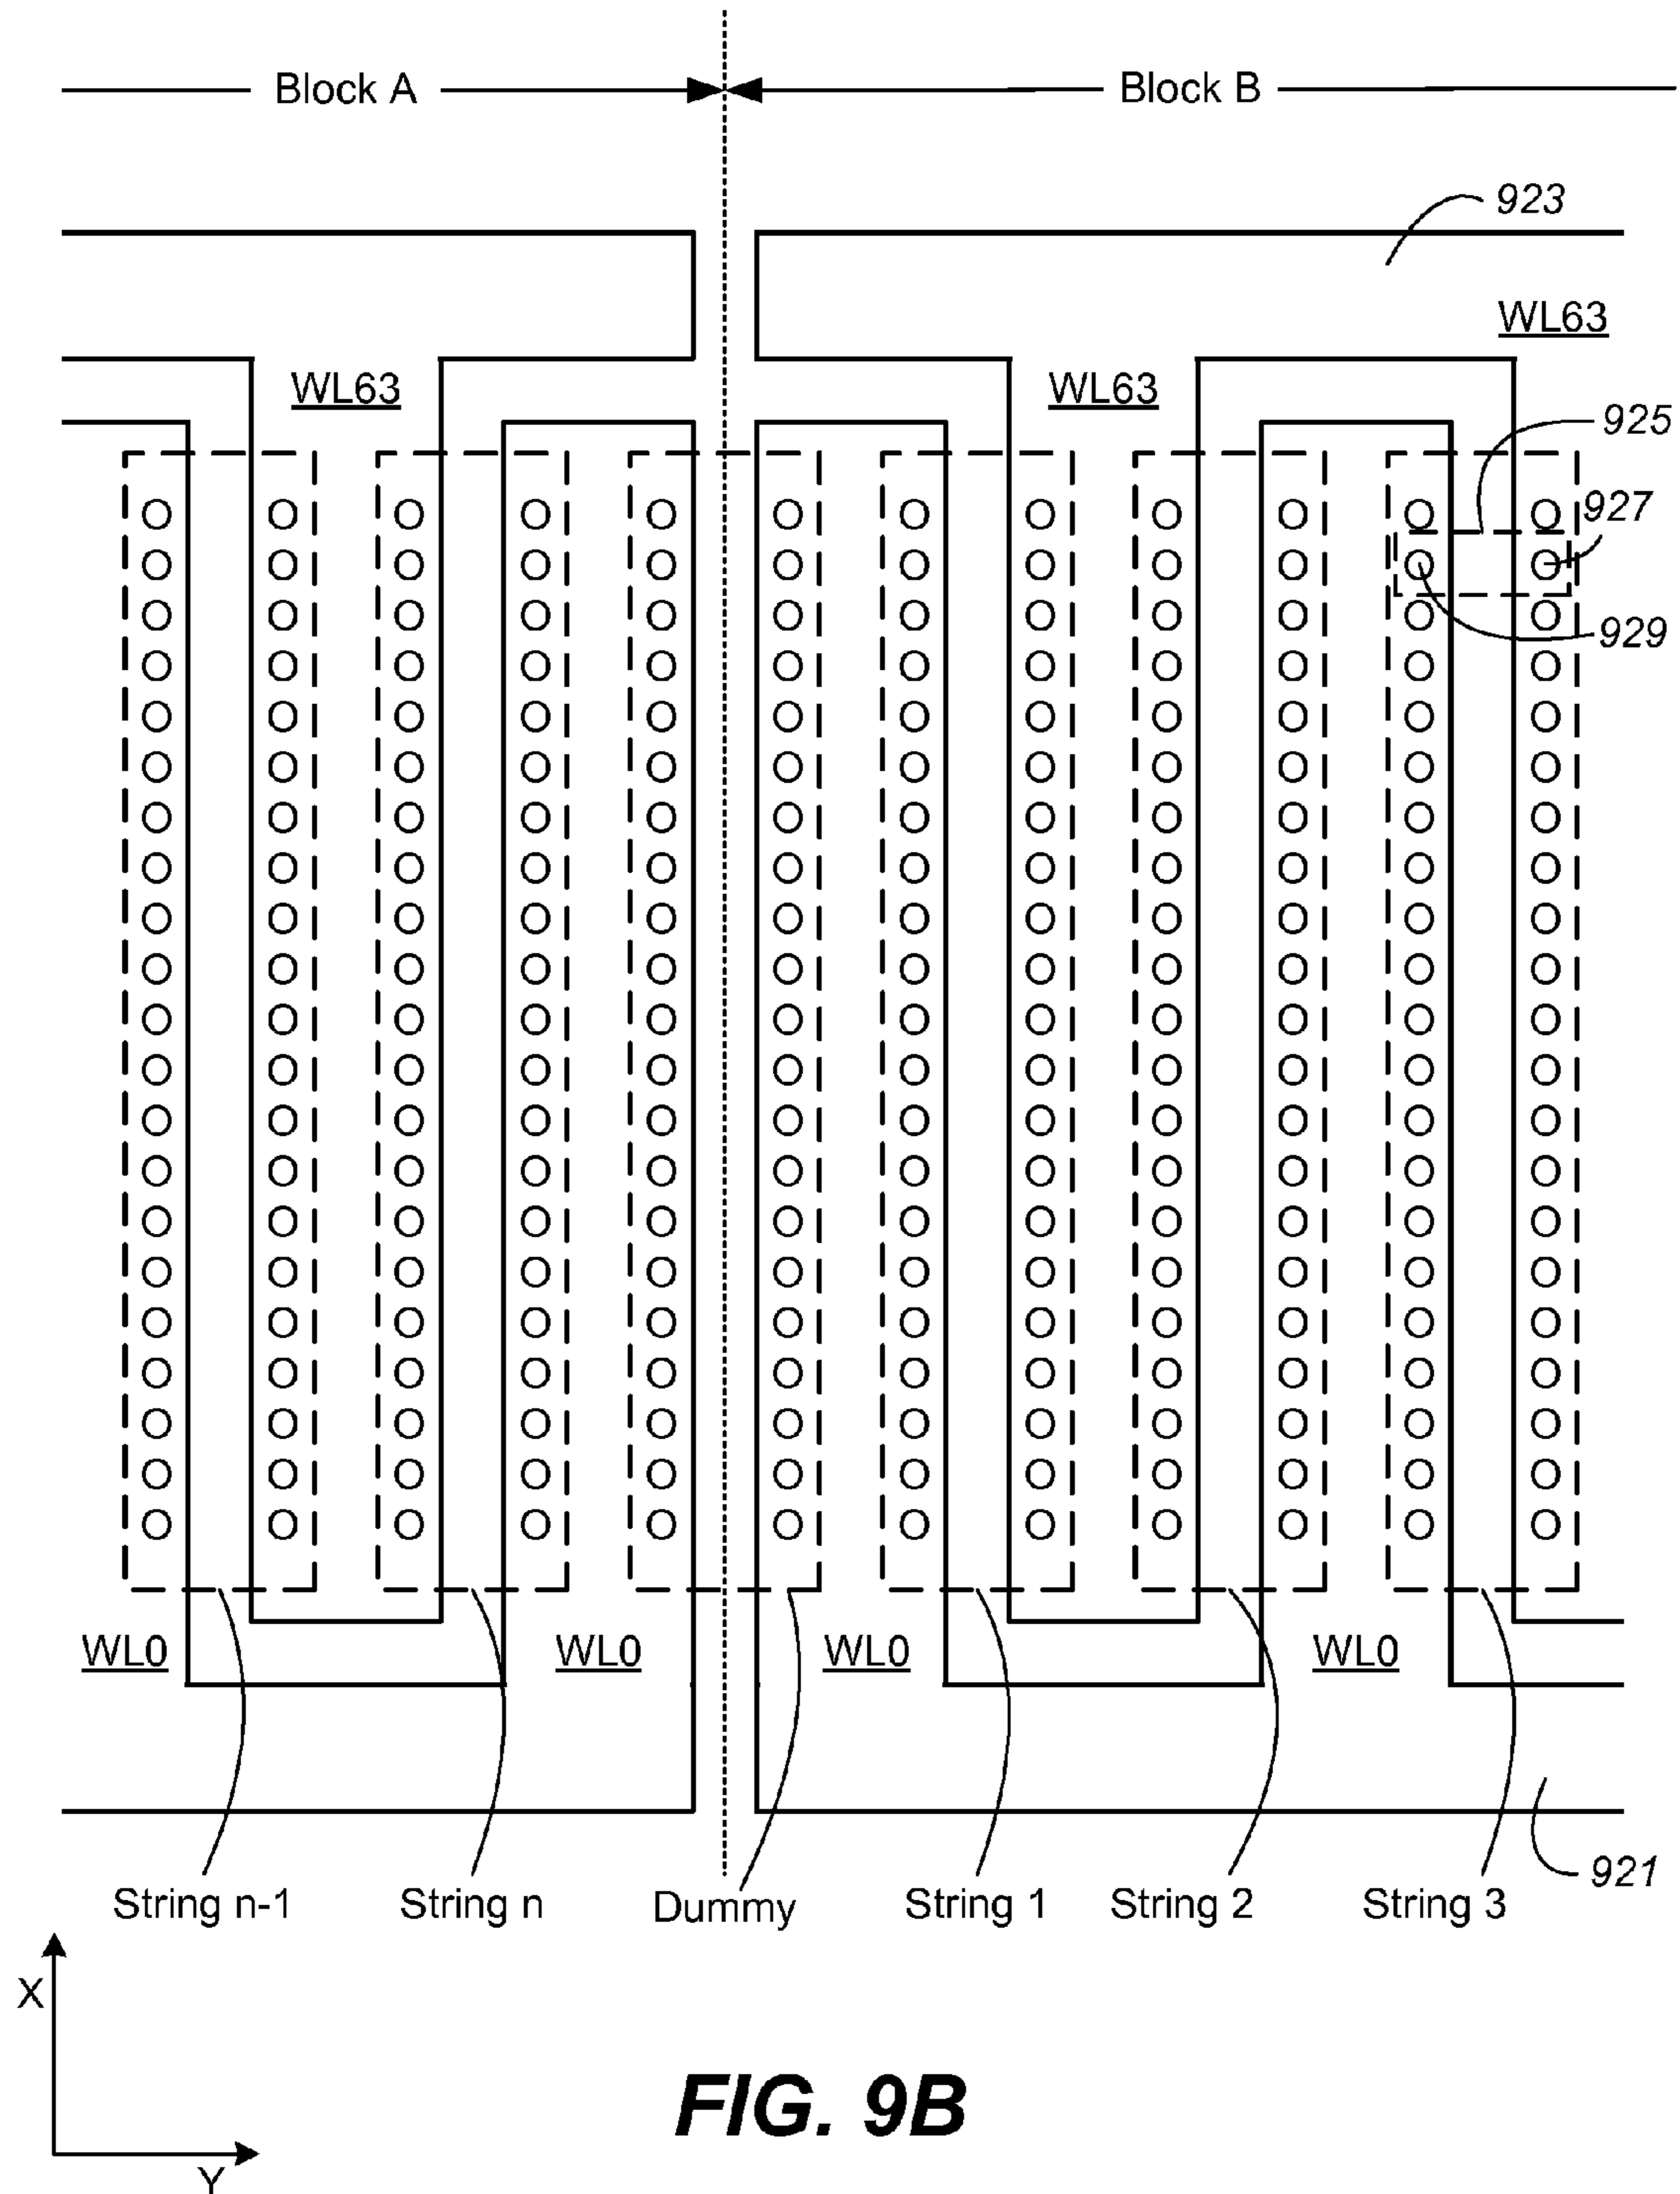 Block A
Block B
923
WL63
WL63
WL63
925
927
929
WL0
WL0
WL0
WL0
921
String n-1
String n
Dummy
String 1
String 2
String 3
X
Y
FIG. 9B